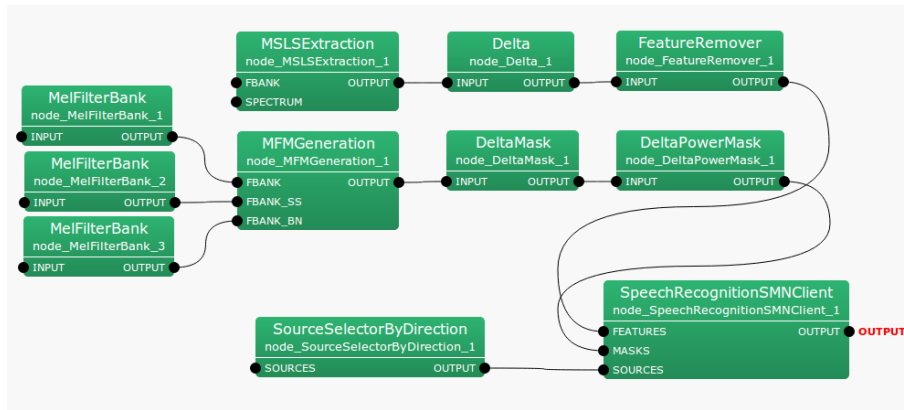 MSLSExtraction
node_MSLSExtraction_1
FBANK OUTPUT
SPECTRUM
Delta
node_Delta_1
INPUT OUTPUT
FeatureRemover
node_FeatureRemover_1
INPUT OUTPUT
MelFilterBank
node_MelFilterBank_1
INPUT OUTPUT
MelFilterBank
node_MelFilterBank_2
INPUT OUTPUT
MelFilterBank
node_MelFilterBank_3
INPUT OUTPUT
MFMGeneration
node_MFMGeneration_1
FBANK OUTPUT
FBANK_SS
FBANK_BN
DeltaMask
node_DeltaMask_1
INPUT OUTPUT
DeltaPowerMask
node_DeltaPowerMask_1
INPUT OUTPUT
SourceSelectorByDirection
node_SourceSelectorByDirection_1
SOURCES OUTPUT
SpeechRecognitionSMNClient
node_SpeechRecognitionSMNClient_1
FEATURES OUTPUT OUTPUT
MASKS
SOURCES